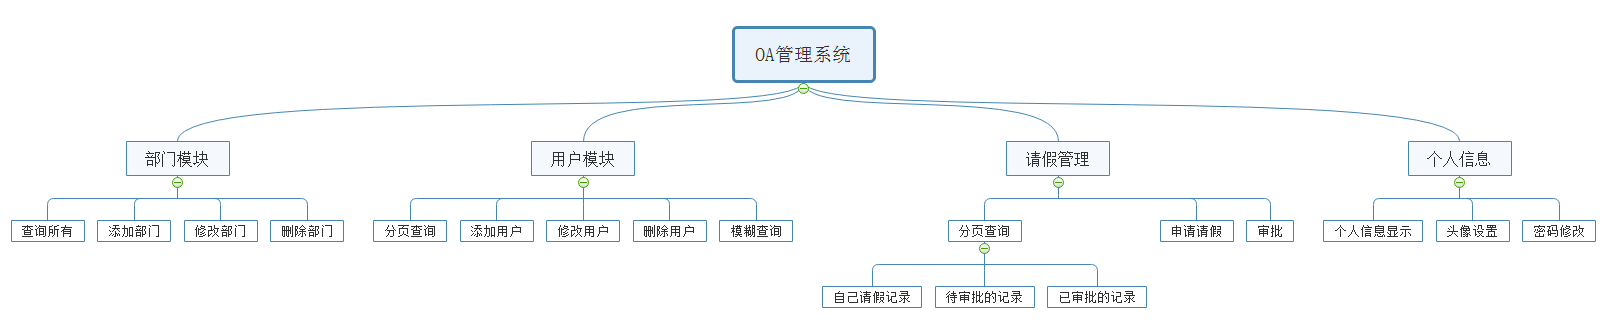 OA管理系统
部门模块
用户模块
请假管理
个人信息
查询所有
添加部门
修改部门
删除部门
分页查询
添加用户
修改用户
删除用户
模糊查询
分页查询
申请请假
审批
个人信息显示
头像设置
密码修改
自己请假记录
待审批的记录
已审批的记录